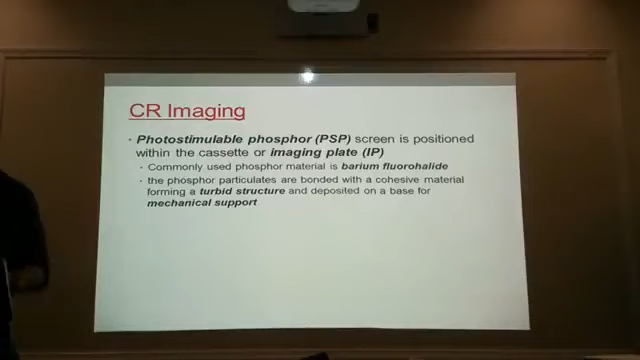 CR Imaging
• Photostimulable phosphor (PSP) screen is positioned
within the cassette or imaging plate (IP)
• Commonly used phosphor material is barium fluorohalide
• the phosphor particulates are bonded with a cohesive material
forming a turbid structure and deposited on a base for
mechanical support